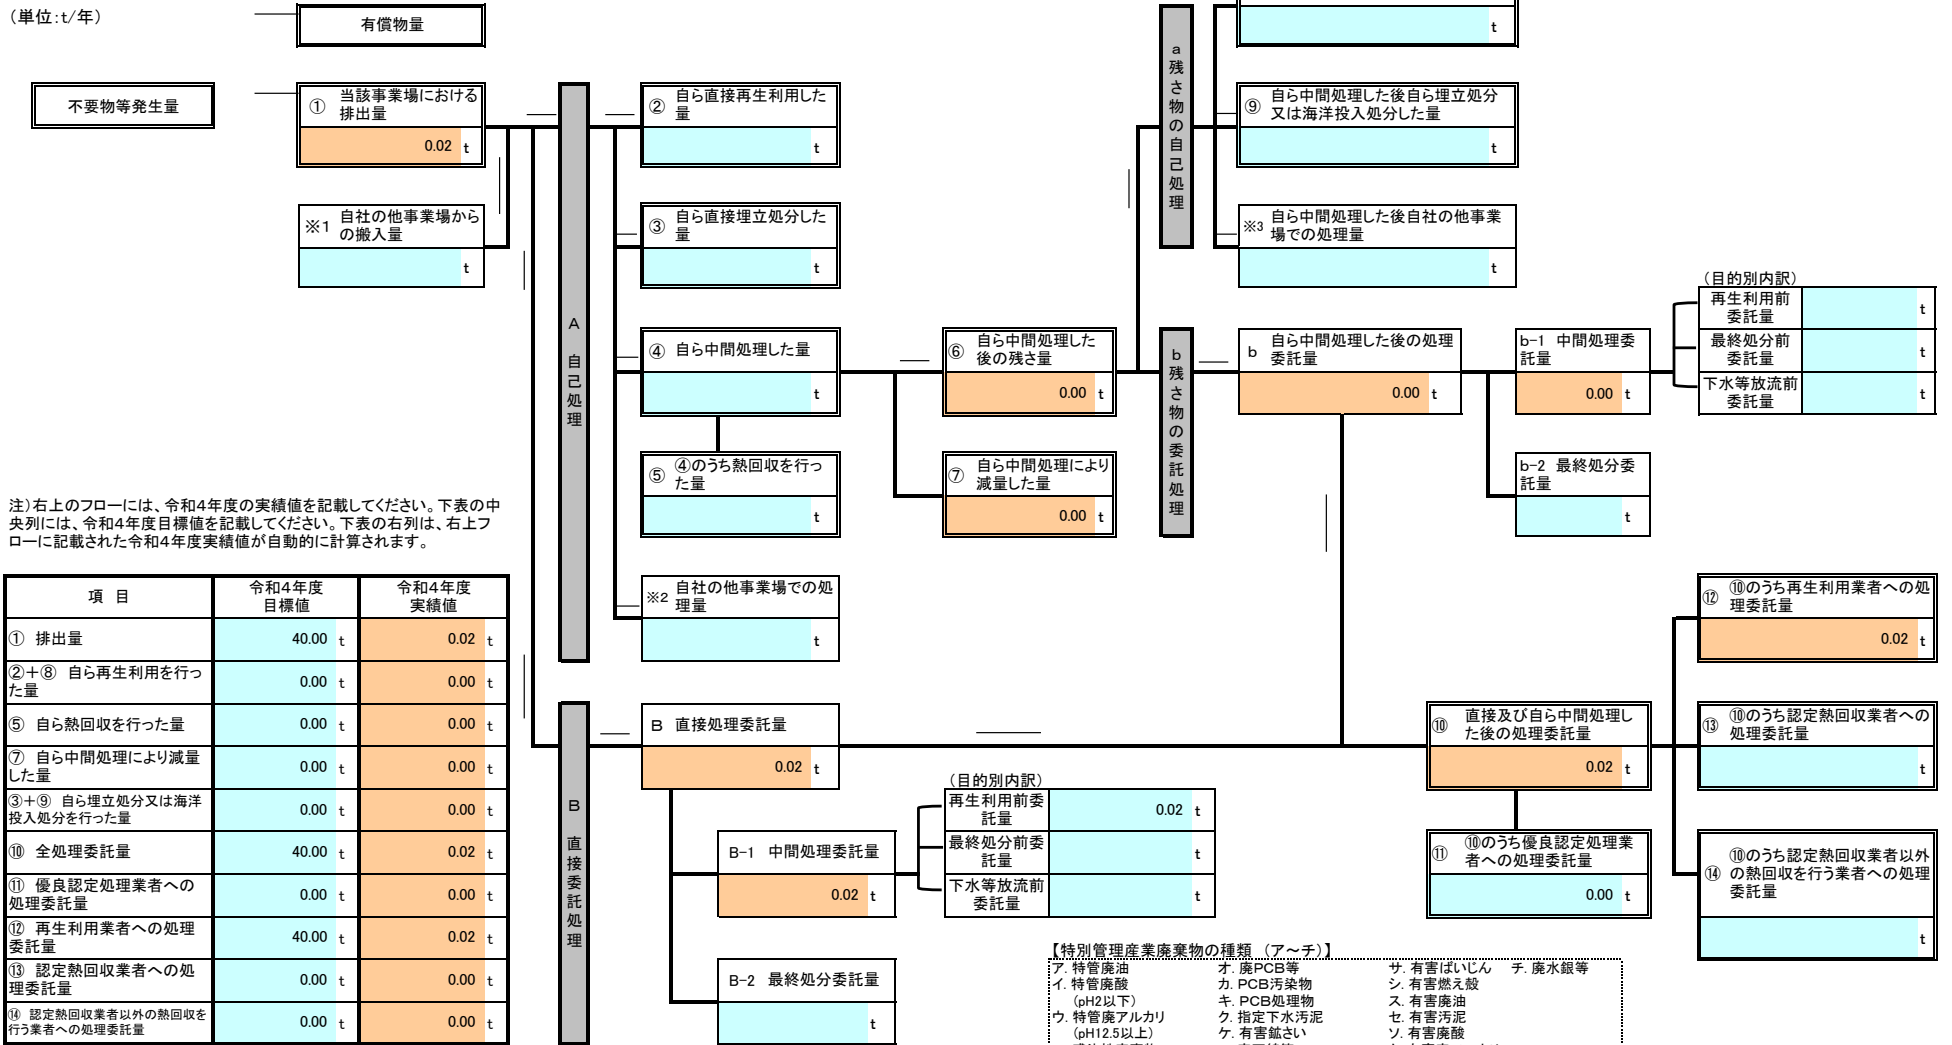 （単位：t/年）
有償物量
t
不要物等発生量
① 当該事業場における
排出量
0.02 t
② 自ら直接再生利用した
量
t
⑨ 自ら中間処理した後自ら埋立処分
又は海洋投入処分した量
t
a 残さ物の自己処理
※1 自社の他事業場から
の搬入量
t
③ 自ら直接埋立処分した
量
t
※3 自ら中間処理した後自社の他事業
場での処理量
t
A 自己処理
④ 自ら中間処理した量
t
⑥ 自ら中間処理した
後の残さ量
0.00 t
b 残さ物の委託処理
b 自ら中間処理した後の処理
委託量
0.00 t
b-1 中間処理委
託量
0.00 t
（目的別内訳）
再生利用前
委託量
t
最終処分前
委託量
t
下水等放流前
委託量
t
⑤ ④のうち熱回収を行っ
た量
t
⑦ 自ら中間処理により
減量した量
0.00 t
b-2 最終処分委
託量
t
注）右上のフローには、令和4年度の実績値を記載してください。下表の中
央列には、令和4年度目標値を記載してください。下表の右列は、右上フ
ローに記載された令和4年度実績値が自動的に計算されます。
※2 自社の他事業場での処
理量
t
項 目 令和4年度 目標値 令和4年度 実績値
① 排出量 40.00 t 0.02 t
②＋⑧ 自ら再生利用を行っ
た量 0.00 t 0.00 t
⑤ 自ら熱回収を行った量 0.00 t 0.00 t
⑦ 自ら中間処理により減量
した量 0.00 t 0.00 t
③＋⑨ 自ら埋立処分又は海洋
投入処分を行った量 0.00 t 0.00 t
⑩ 全処理委託量 40.00 t 0.02 t
⑪ 優良認定処理業者への
処理委託量 0.00 t 0.00 t
⑫ 再生利用業者への処理
委託量 40.00 t 0.02 t
⑬ 認定熱回収業者への処
理委託量 0.00 t 0.00 t
⑭ 認定熱回収業者以外の熱回収を
行う業者への処理委託量 0.00 t 0.00 t
B 直接委託処理
B 直接処理委託量
0.02 t
B-1 中間処理委託量
0.02 t
B-2 最終処分委託量
t
（目的別内訳）
再生利用前委
託量
0.02 t
最終処分前委
託量
t
下水等放流前
委託量
t
⑩ 直接及び自ら中間処理し
た後の処理委託量
0.02 t
⑪ ⑩のうち優良認定処理業
者への処理委託量
0.00 t
⑫ ⑩のうち再生利用業者への処
理委託量
0.02 t
⑬ ⑩のうち認定熱回収業者への
処理委託量
t
⑭ ⑩のうち認定熱回収業者以外
の熱回収を行う業者への処理
委託量
t
【特別管理産業廃棄物の種類 （ア～チ）】
ア. 特管廃油 オ. 廃PCB等 サ. 有害ばいじん チ. 廃水銀等
イ. 特管廃酸 カ. PCB汚染物 シ. 有害燃え殻
（pH2以下） キ. PCB処理物 ス. 有害廃油
ウ. 特管廃アルカリ ク. 指定下水汚泥 セ. 有害汚泥
（pH12.5以上） ケ. 有害鉱さい ソ. 有害廃酸